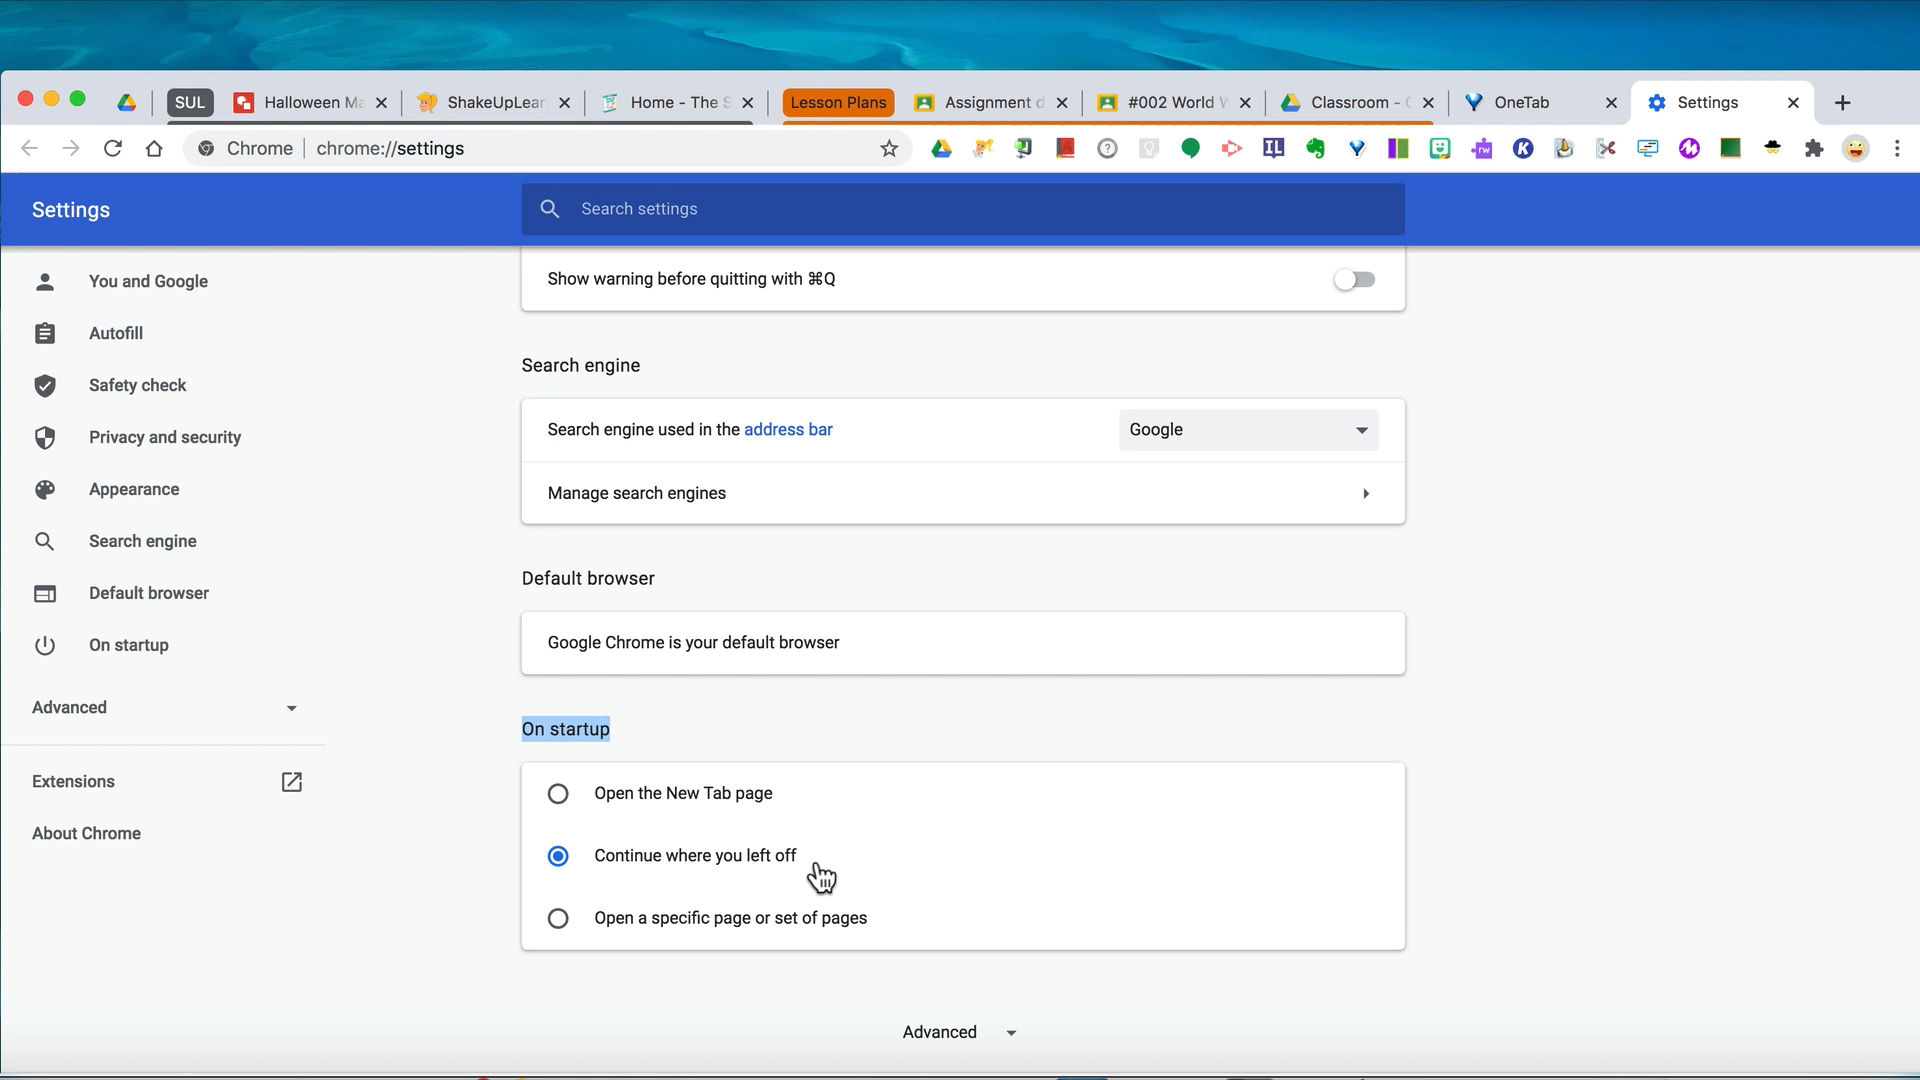 SUL Halloween Ma ShakeUpLear Home - The S Lesson Plans Assignment d #002 World W Classroom - G OneTab Settings
Chrome chrome://settings
Settings
Search settings
You and Google
Autofill
Safety check
Privacy and security
Appearance
Search engine
Default browser
On startup
Advanced
Extensions
About Chrome
Show warning before quitting with ⌘Q
Search engine
Search engine used in the address bar Google
Manage search engines
Default browser
Google Chrome is your default browser
On startup
Open the New Tab page
Continue where you left off
Open a specific page or set of pages
Advanced